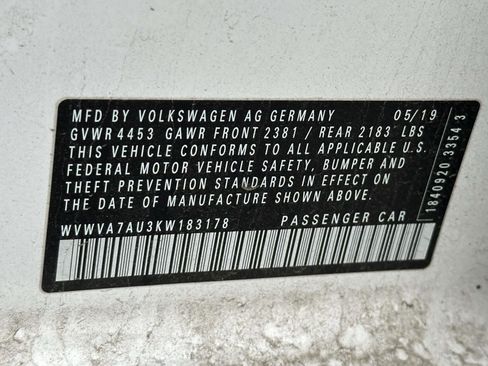 MFD BY VOLKSWAGEN AG GERMANY 05/19
GVWR 4453 GAWR FRONT 2381 / REAR 2183 LBS
THIS VEHICLE CONFORMS TO ALL APPLICABLE U.S.
FEDERAL MOTOR VEHICLE SAFETY, BUMPER AND
THEFT PREVENTION STANDARDS IN EFFECT ON
THE DATE OF MANUFACTURE SHOWN ABOVE.
WVWVA7AU3KW183178 PASSENGER CAR
1840920 3354 3